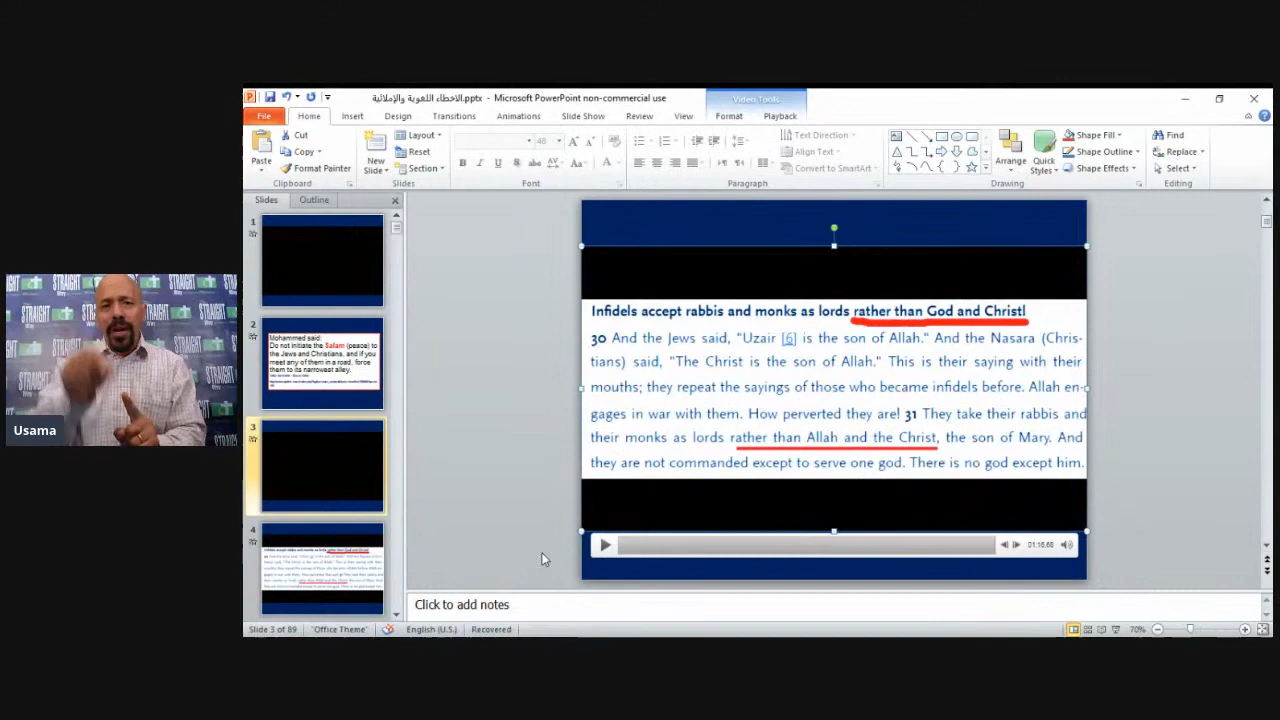 الاخطاء اللغوية والإملائية.pptx - Microsoft PowerPoint non-commercial use
Video Tools
File Home Insert Design Transitions Animations Slide Show Review View Format Playback
Cut
Copy
Format Painter
Paste
Clipboard
New
Slide
Layout
Reset
Section
Slides
48
B I U S abc AV Aa A
Font
Text Direction
Align Text
Convert to SmartArt
Paragraph
Arrange
Quick
Styles
Shape Fill
Shape Outline
Shape Effects
Drawing
Find
Replace
Select
Editing
Slides Outline
1
2
Mohammed said:
Do not initiate the Salam (peace) to
the Jews and Christians, and if you
meet any of them in a road, force
them to its narrowest alley.
3
4
STRAIGHT
Way
Usama
Infidels accept rabbis and monks as lords rather than God and Christ!
30 And the Jews said, "Uzair [6] is the son of Allah." And the Nasara (Chris-
tians) said, "The Christ is the son of Allah." This is their saying with their
mouths; they repeat the sayings of those who became infidels before. Allah en-
gages in war with them. How perverted they are! 31 They take their rabbis and
their monks as lords rather than Allah and the Christ, the son of Mary. And
they are not commanded except to serve one god. There is no god except him.
01:15.68
Click to add notes
Slide 3 of 89 "Office Theme" English (U.S.) Recovered 70%